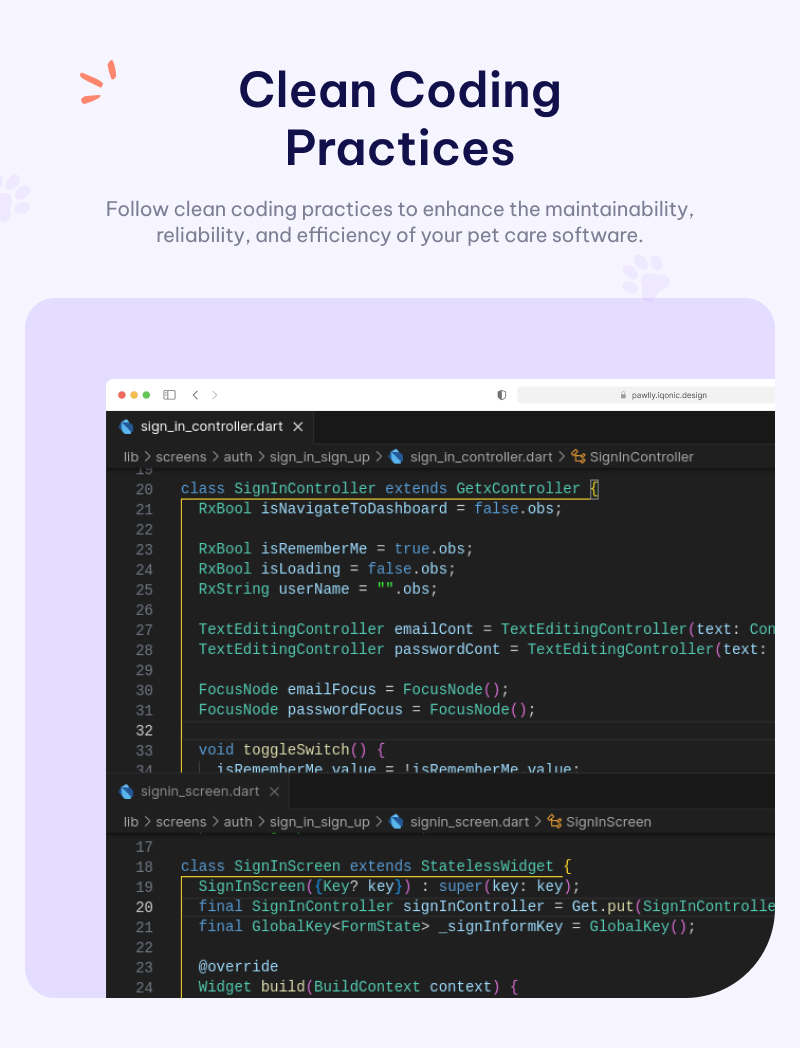 Clean Coding
Practices
Follow clean coding practices to enhance the maintainability,
reliability, and efficiency of your pet care software.
pawlly.iqonic.design
sign_in_controller.dart
lib > screens > auth > sign_in_sign_up > sign_in_controller.dart > SignInController
19
20 class SignInController extends GetxController {
21 RxBool isNavigateToDashboard = false.obs;
22
23 RxBool isRememberMe = true.obs;
24 RxBool isLoading = false.obs;
25 RxString userName = "".obs;
26
27 TextEditingController emailCont = TextEditingController(text: Con
28 TextEditingController passwordCont = TextEditingController(text:
29
30 FocusNode emailFocus = FocusNode();
31 FocusNode passwordFocus = FocusNode();
32
33 void toggleSwitch() {
34 isRememberMe.value = !isRememberMe.value;
signin_screen.dart
lib > screens > auth > sign_in_sign_up > signin_screen.dart > SignInScreen
17
18 class SignInScreen extends StatelessWidget {
19 SignInScreen({Key? key}) : super(key: key);
20 final SignInController signInController = Get.put(SignInControlle
21 final GlobalKey<FormState> _signInformKey = GlobalKey();
22
23 @override
24 Widget build(BuildContext context) {